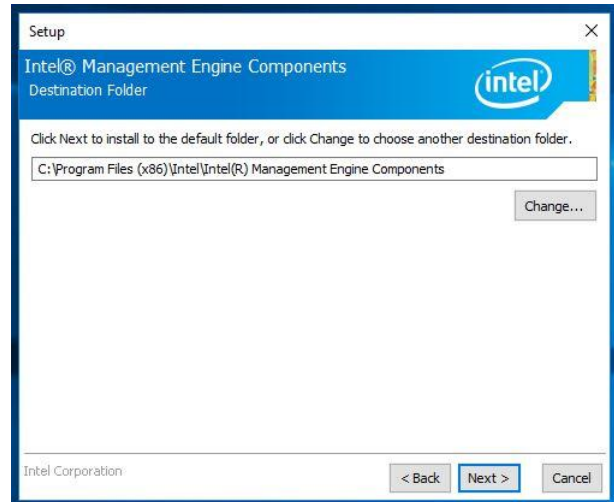 Setup
Intel® Management Engine Components
Destination Folder
intel
Click Next to install to the default folder, or click Change to choose another destination folder.
C:\Program Files (x86)\Intel\Intel(R) Management Engine Components
Change...
Intel Corporation
< Back Next > Cancel